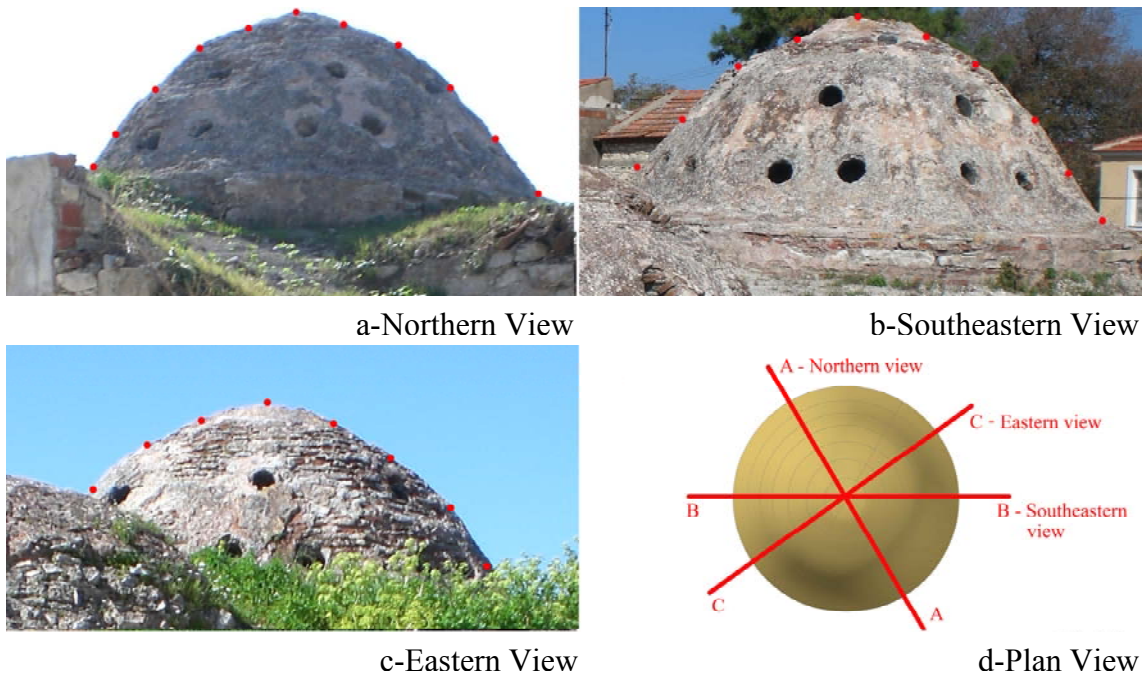 a-Northern View
b-Southeastern View
A - Northern view
C - Eastern view
B
B - Southeastern
view
C
A
c-Eastern View
d-Plan View